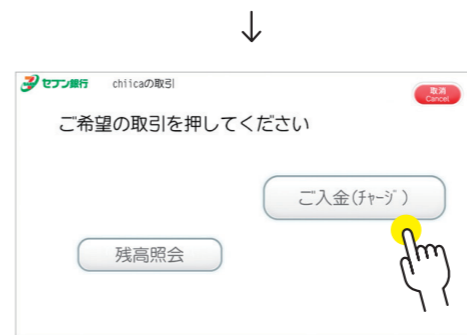 ↓
セブン銀行 chiicaの取引
取消
Cancel
ご希望の取引を押してください
ご入金(ﾁｬｰｼﾞ)
残高照会